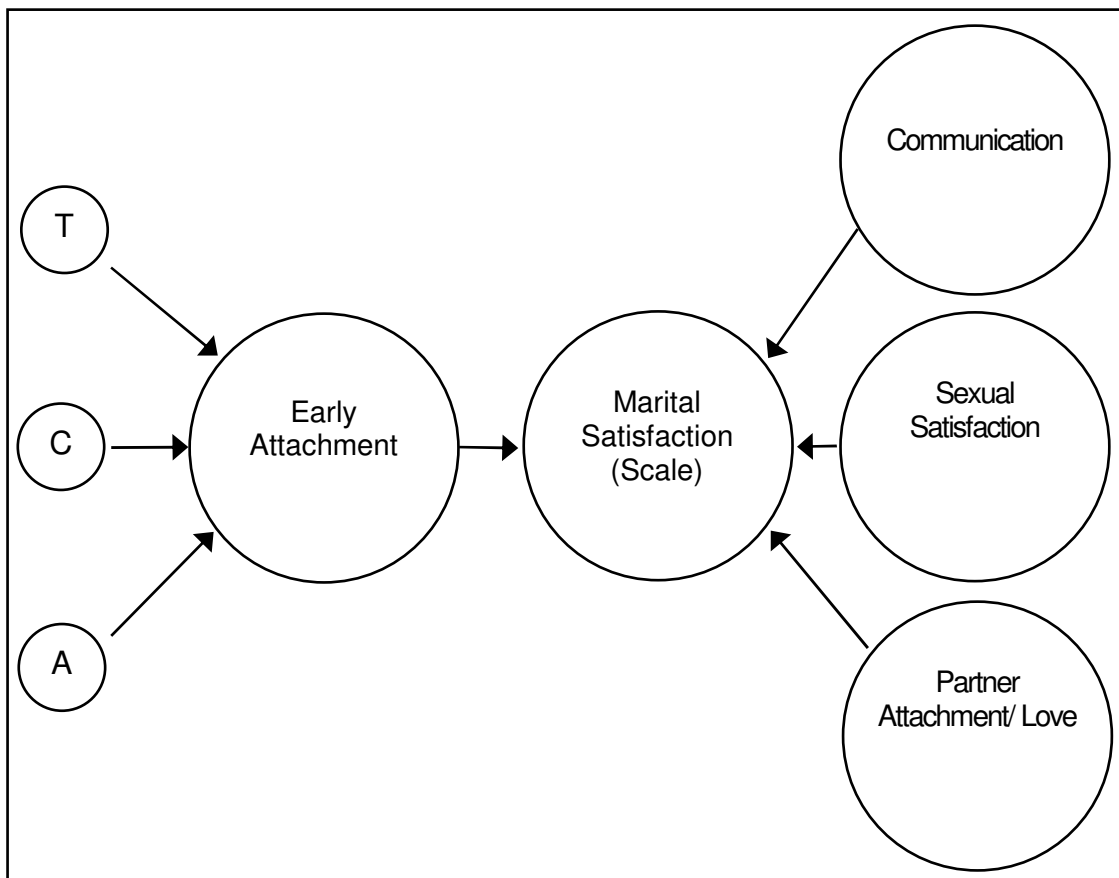 T
C
A
Early
Attachment
Marital
Satisfaction
(Scale)
Communication
Sexual
Satisfaction
Partner
Attachment/ Love